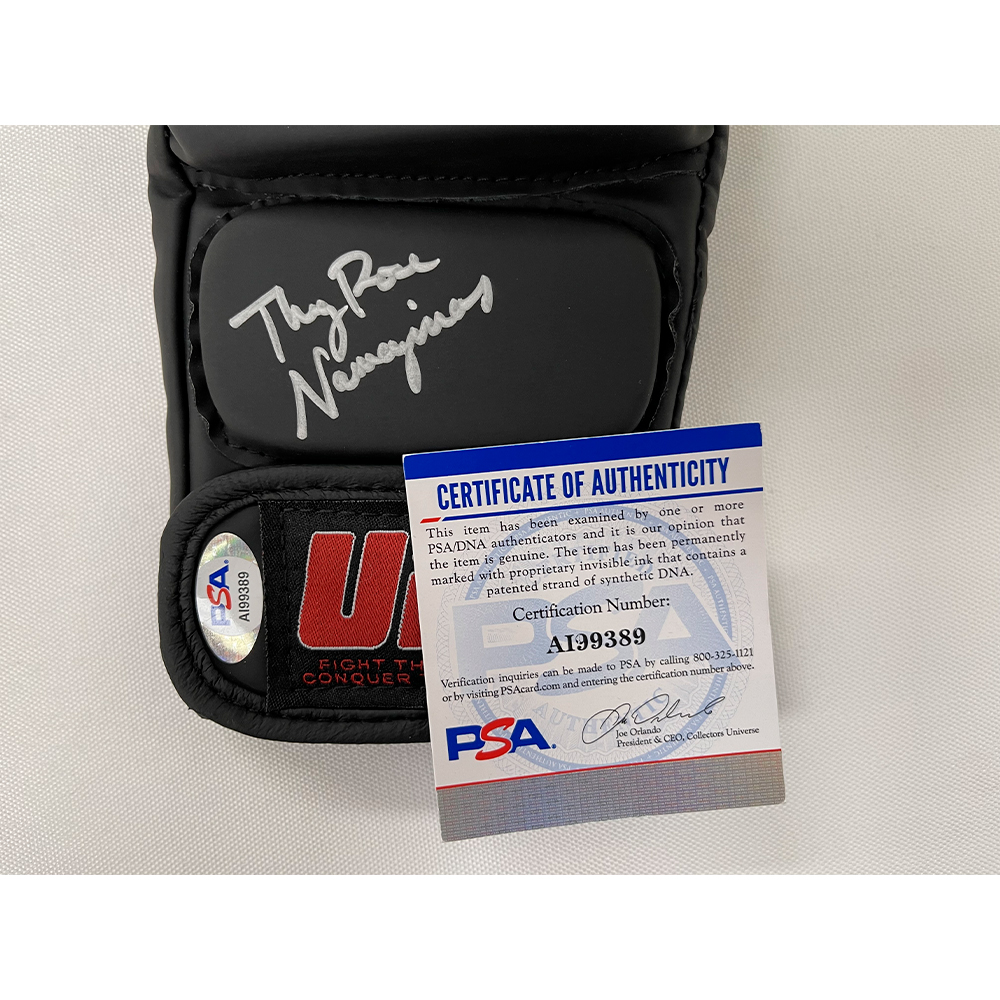 Thug Rose
Namajunas
PSA
AI99389
FIGHT TH
CONQUER
CERTIFICATE OF AUTHENTICITY
This item has been examined by one or more
PSA/DNA authenticators and it is our opinion that
the item is genuine. The item has been permanently
marked with proprietary invisible ink that contains a
patented strand of synthetic DNA.
Certification Number:
AI99389
Verification inquiries can be made to PSA by calling 800-325-1121
or by visiting PSAcard.com and entering the certification number above.
PSA
Joe Orlando
President & CEO, Collectors Universe